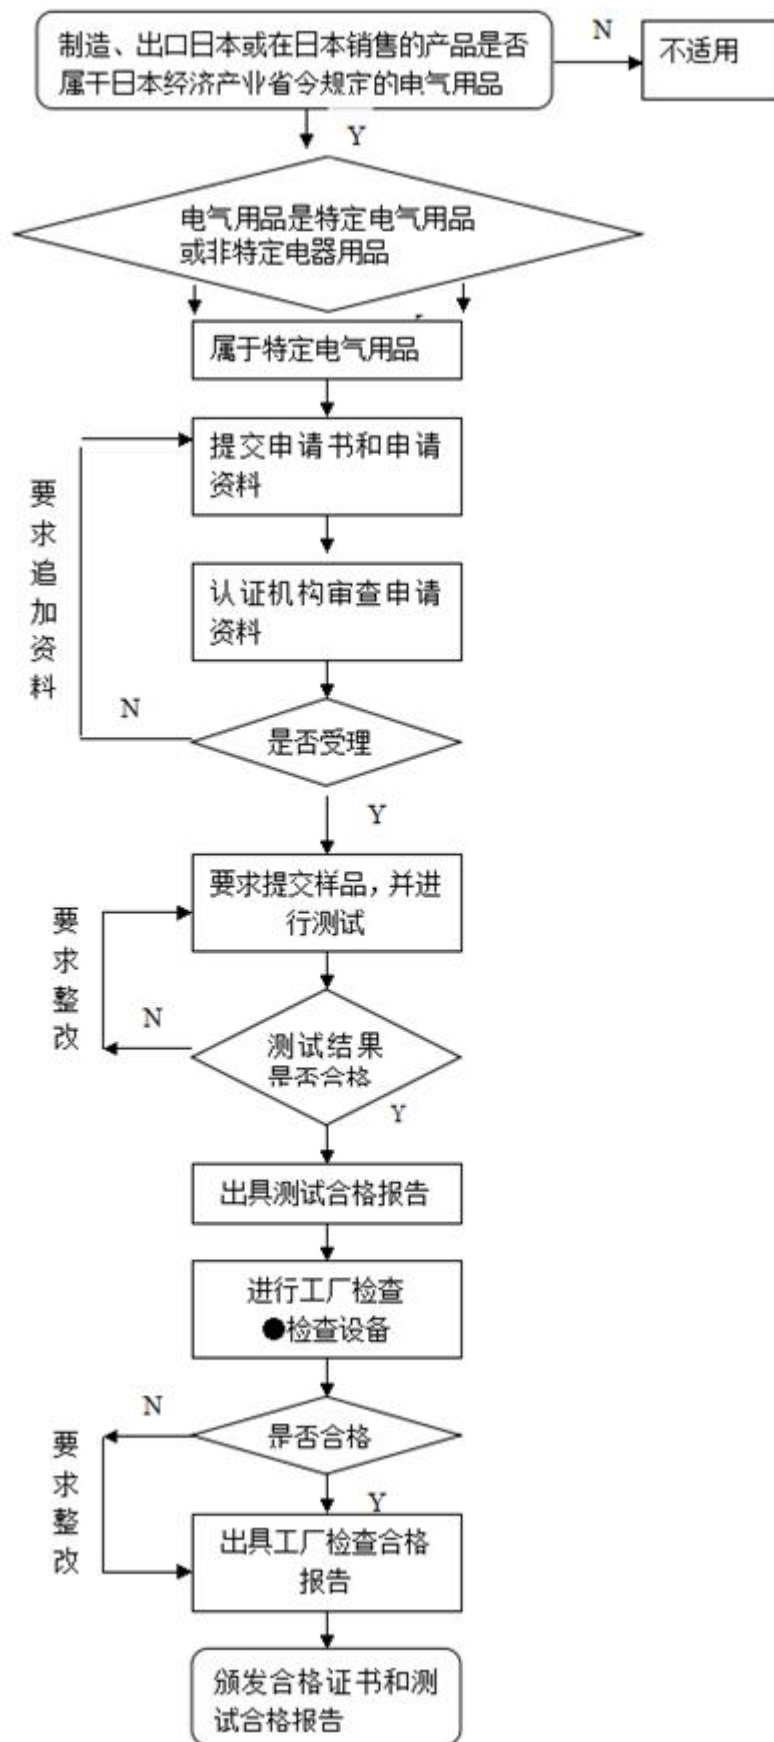 制造、出口日本或在日本销售的产品是否
属于日本经济产业省令规定的电气用品
N
不适用
Y
电气用品是特定电气用品
或非特定电器用品
属于特定电气用品
提交申请书和申请
资料
要求追加资料
认证机构审查申请
资料
N
是否受理
Y
要求提交样品，并进
行测试
要求整改
N
测试结果
是否合格
Y
出具测试合格报告
进行工厂检查
●检查设备
N
是否合格
要求整改
Y
出具工厂检查合格
报告
颁发合格证书和测
试合格报告